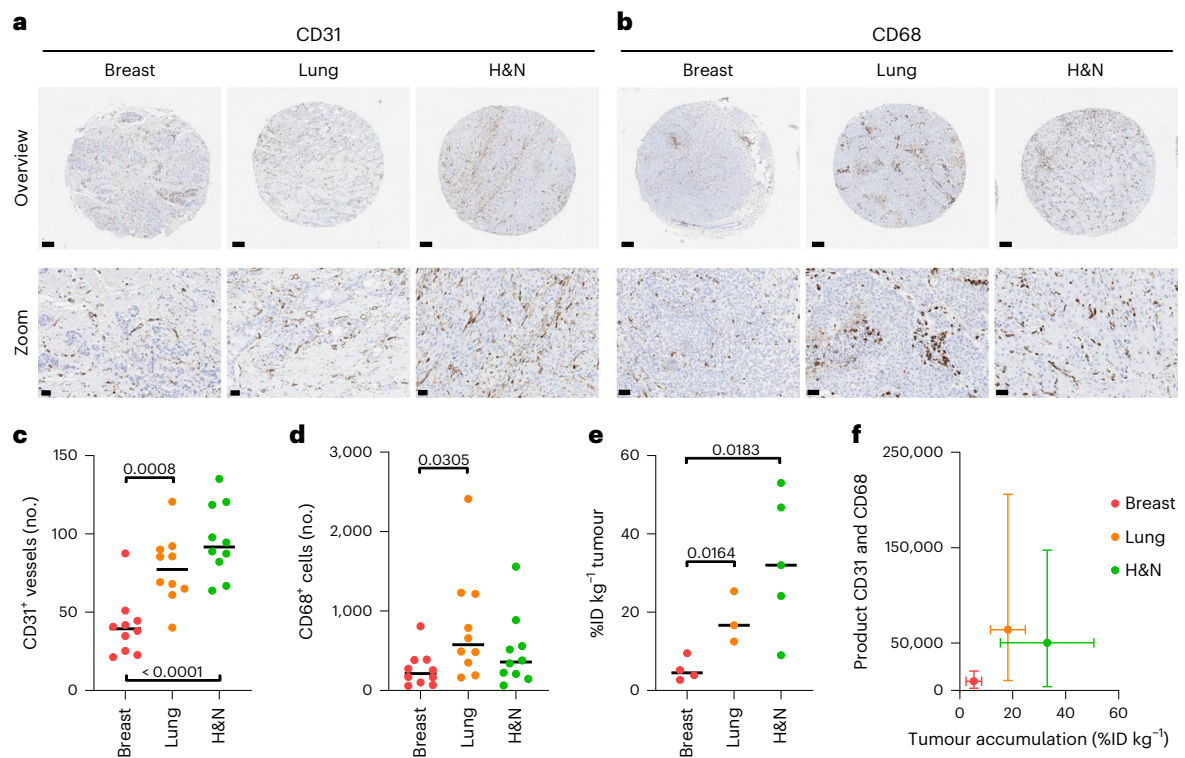 a
CD31
Breast Lung H&N
Overview
Zoom
b
CD68
Breast Lung H&N
c
CD31⁺ vessels (no.)
150
100
50
0
0.0008
< 0.0001
Breast
Lung
H&N
d
CD68⁺ cells (no.)
3,000
2,000
1,000
0
0.0305
Breast
Lung
H&N
e
%ID kg⁻¹ tumour
60
40
20
0
0.0183
0.0164
Breast
Lung
H&N
f
Product CD31 and CD68
250,000
150,000
50,000
0
0 20 40 60
Tumour accumulation (%ID kg⁻¹)
Breast
Lung
H&N